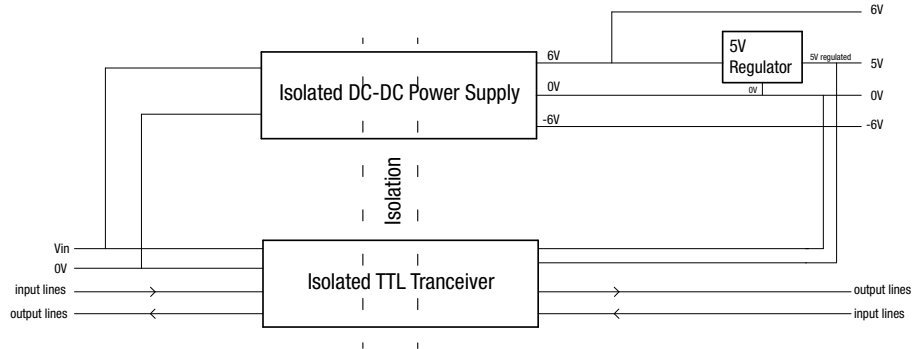 6V
5V
Regulator
6V
5V regulated
5V
Isolated DC-DC Power Supply
0V
0V
0V
-6V
-6V
Isolation
Vin
0V
Isolated TTL Tranceiver
input lines
output lines
output lines
input lines